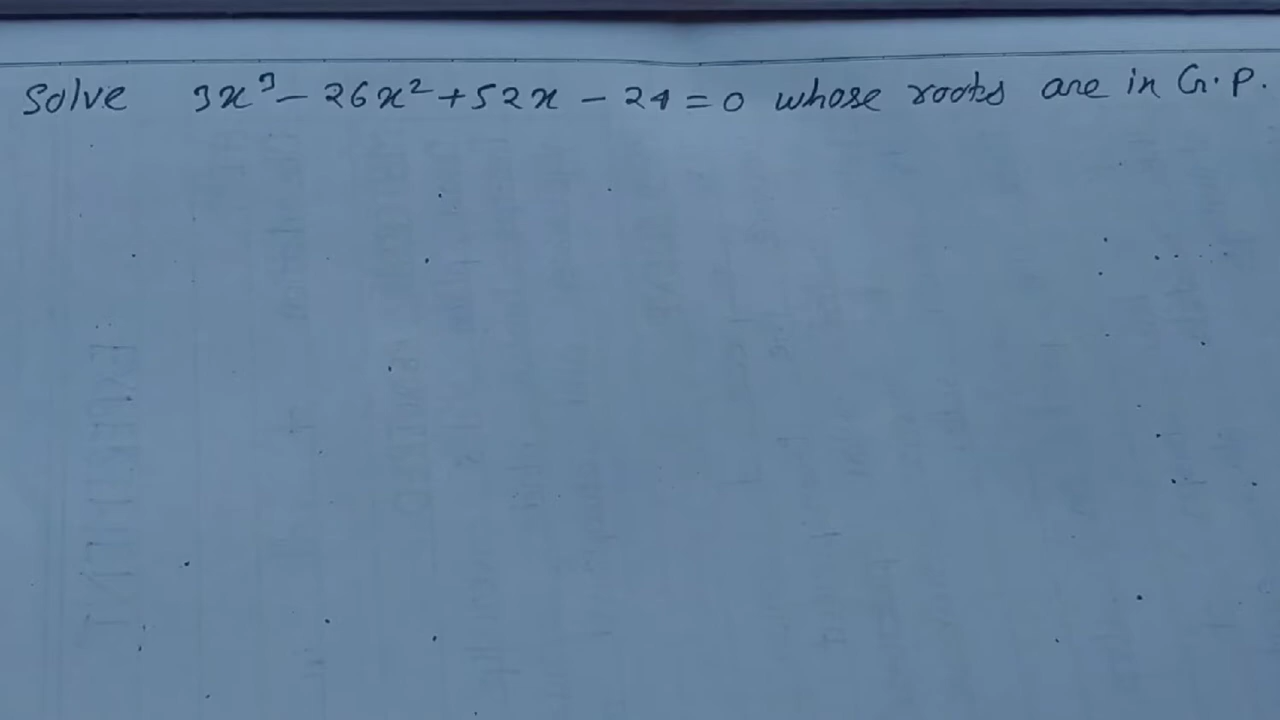 Solve 3x³ - 26x² + 52x - 24 = 0 whose roots are in G.P.